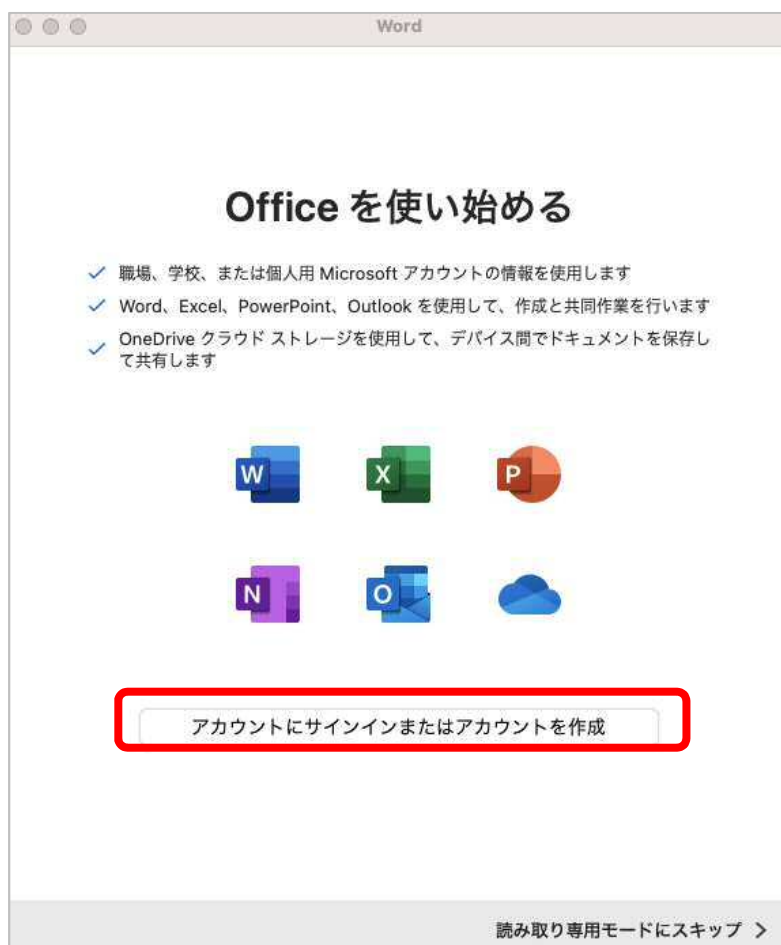 Word
Office を使い始める
職場、学校、または個人用 Microsoft アカウントの情報を使用します
Word、Excel、PowerPoint、Outlook を使用して、作成と共同作業を行います
OneDrive クラウド ストレージを使用して、デバイス間でドキュメントを保存し
て共有します
W X P
N O
アカウントにサインインまたはアカウントを作成
読み取り専用モードにスキップ >